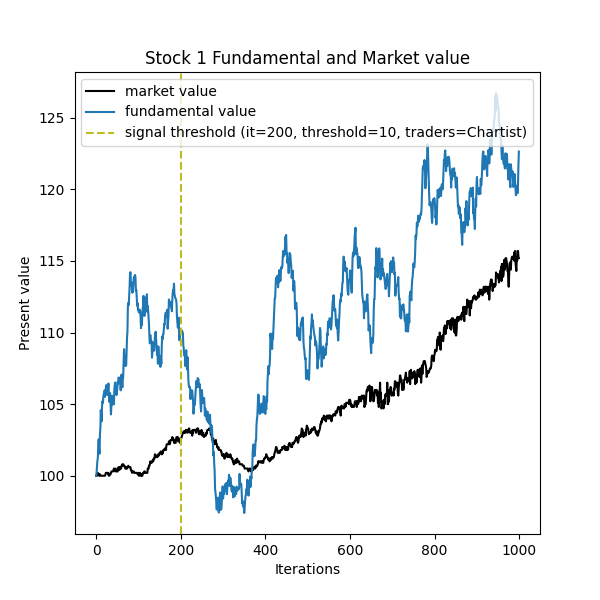 Stock 1 Fundamental and Market value
market value
fundamental value
signal threshold (it=200, threshold=10, traders=Chartist)
Present value
125
120
115
110
105
100
0 200 400 600 800 1000
Iterations